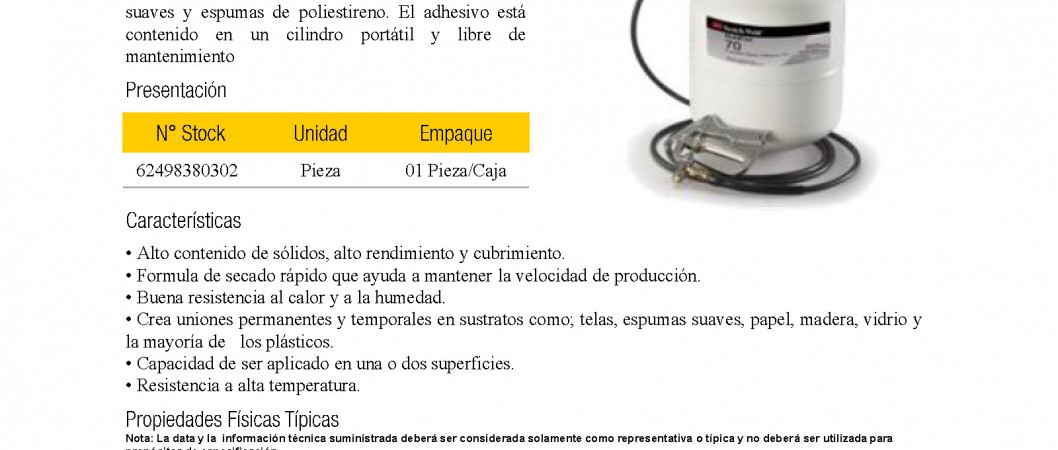 suaves y espumas de poliestireno. El adhesivo está
contenido en un cilindro portátil y libre de
mantenimiento
Presentación
N° Stock Unidad Empaque
62498380302 Pieza 01 Pieza/Caja
70
Características
• Alto contenido de sólidos, alto rendimiento y cubrimiento.
• Formula de secado rápido que ayuda a mantener la velocidad de producción.
• Buena resistencia al calor y a la humedad.
• Crea uniones permanentes y temporales en sustratos como; telas, espumas suaves, papel, madera, vidrio y
la mayoría de los plásticos.
• Capacidad de ser aplicado en una o dos superficies.
• Resistencia a alta temperatura.
Propiedades Físicas Típicas
Nota: La data y la información técnica suministrada deberá ser considerada solamente como representativa o típica y no deberá ser utilizada para